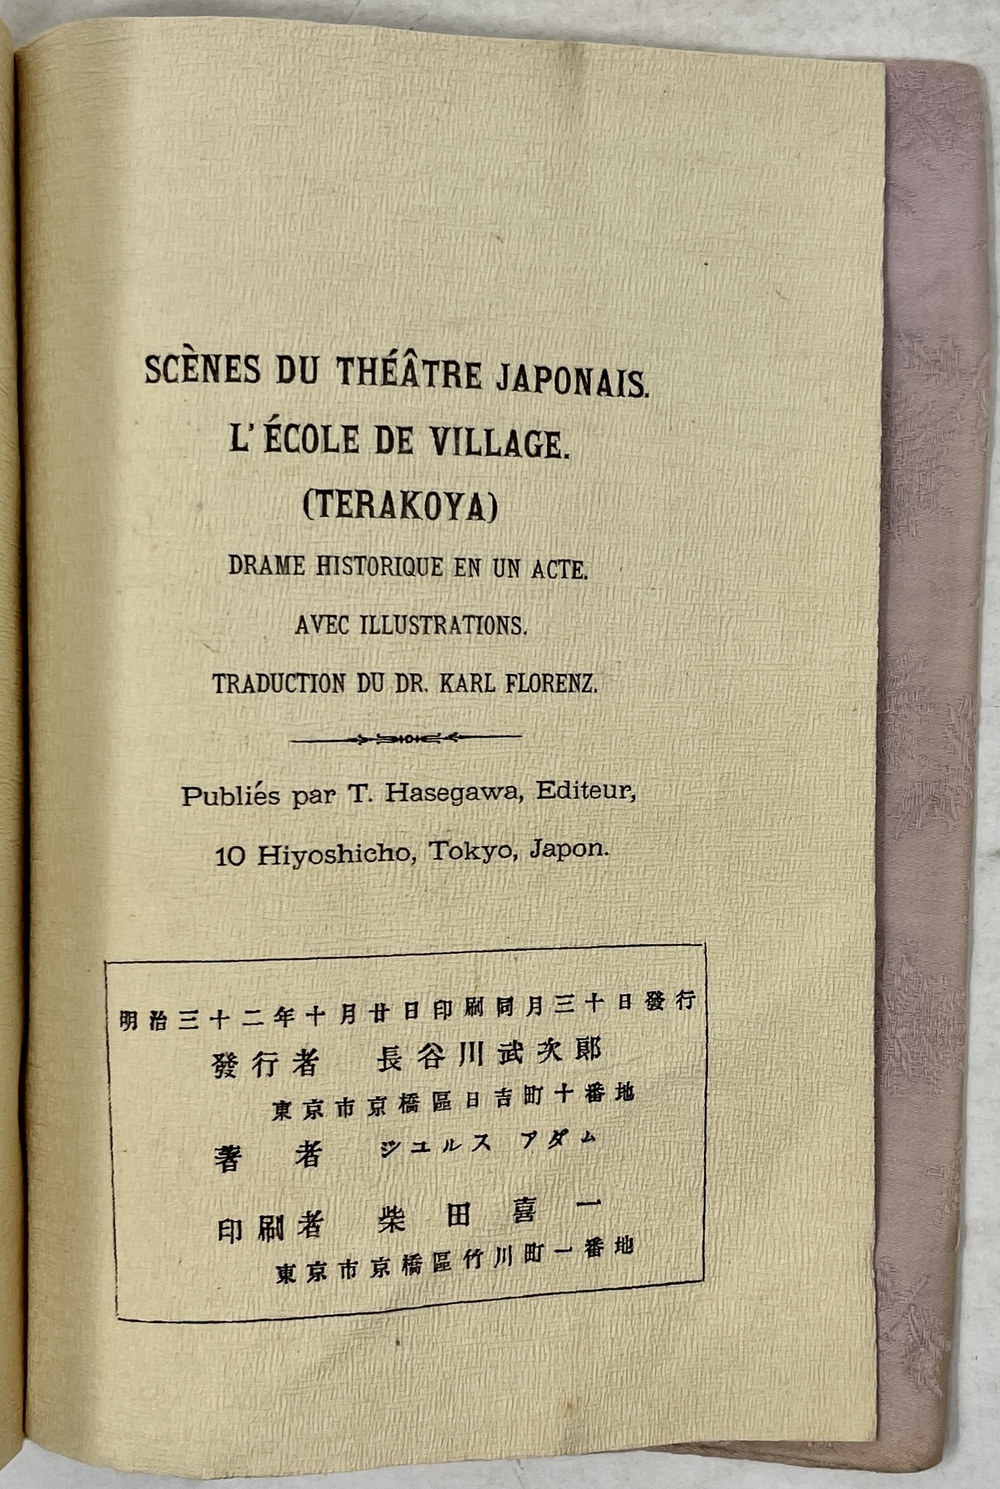 SCÈNES DU THÉÂTRE JAPONAIS.
L'ÉCOLE DE VILLAGE.
(TERAKOYA)
DRAME HISTORIQUE EN UN ACTE.
AVEC ILLUSTRATIONS.
TRADUCTION DU DR. KARL FLORENZ.
Publiés par T. Hasegawa, Editeur,
10 Hiyoshicho, Tokyo, Japon.
明治三十二年十月廿日印刷同月三十日發行
發行者 長谷川武次郎
東京市京橋區日吉町十番地
著者 ジユルス アダム
印刷者 柴田喜一
東京市京橋區竹川町一番地